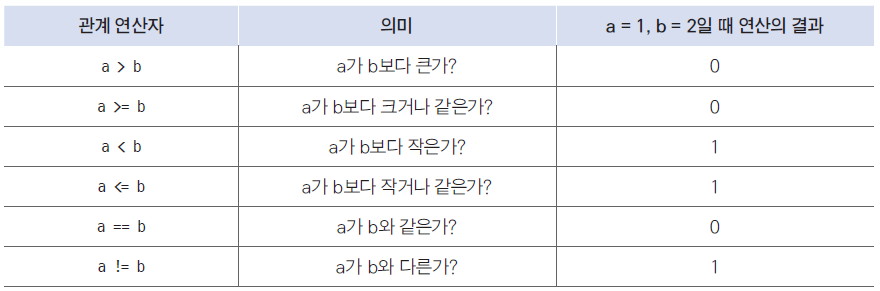 관계 연산자 의미 a = 1, b = 2일 때 연산의 결과
a > b a가 b보다 큰가? 0
a >= b a가 b보다 크거나 같은가? 0
a < b a가 b보다 작은가? 1
a <= b a가 b보다 작거나 같은가? 1
a == b a가 b와 같은가? 0
a != b a가 b와 다른가? 1